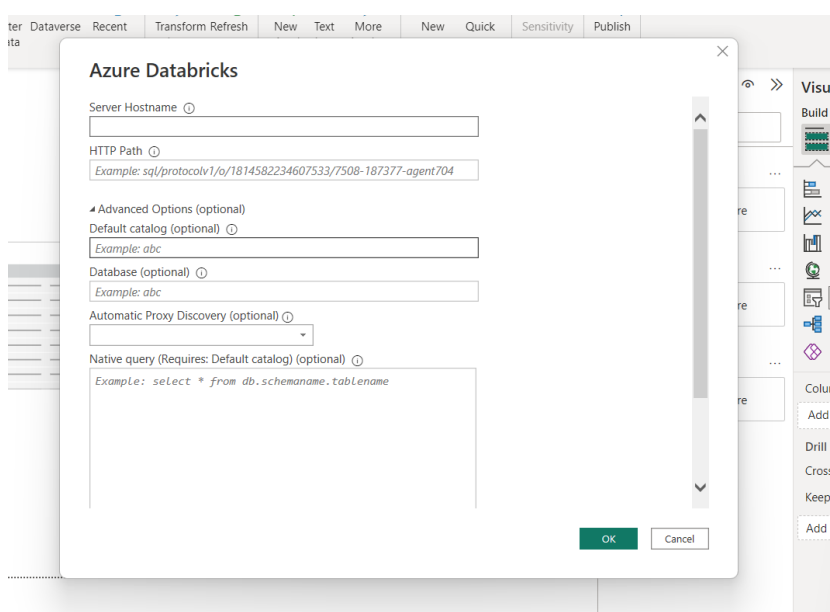 ter Dataverse Recent Transform Refresh New Text More New Quick Sensitivity Publish
ata
Azure Databricks
Visu
Server Hostname
Build
HTTP Path
Example: sql/protocolv1/o/1814582234607533/7508-187377-agent704
Advanced Options (optional)
re
Default catalog (optional)
Example: abc
Database (optional)
Example: abc
re
Automatic Proxy Discovery (optional)
Native query (Requires: Default catalog) (optional)
Example: select * from db.schemaname.tablename
Colu
re
Add
Drill
Cross
Keep
Add
OK Cancel